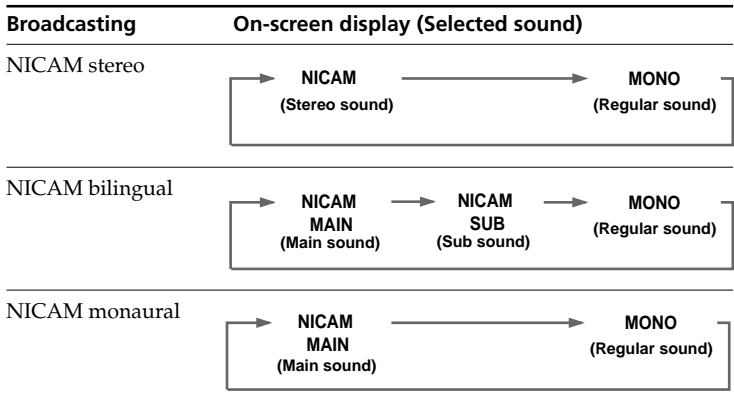 Broadcasting On-screen display (Selected sound)
NICAM stereo
NICAM MONO
(Stereo sound) (Regular sound)
NICAM bilingual
NICAM NICAM MONO
MAIN SUB
(Main sound) (Sub sound) (Regular sound)
NICAM monaural
NICAM MONO
MAIN
(Regular sound)
(Main sound)